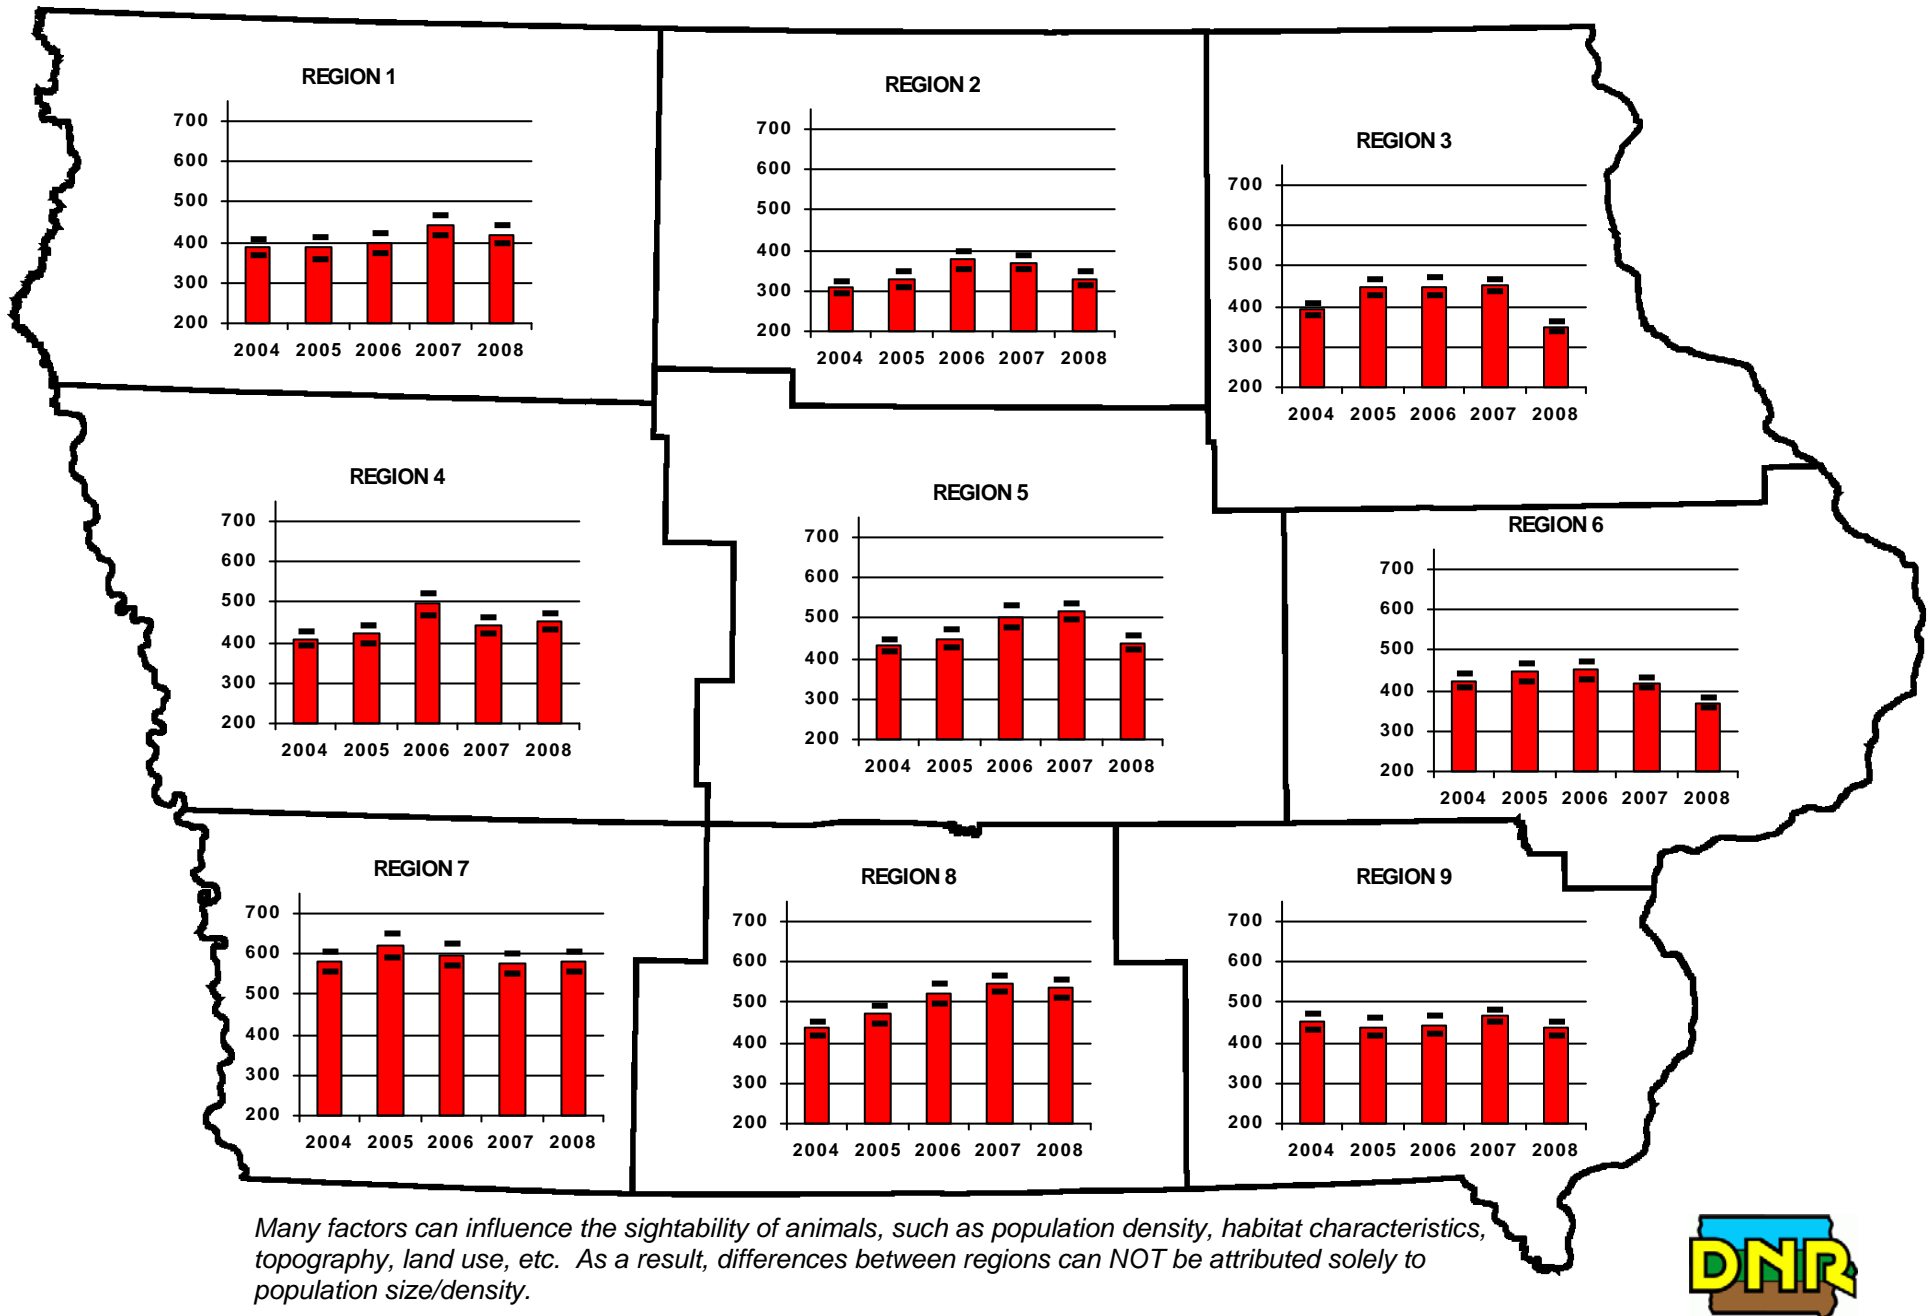 REGION 1
700
600
500
400
300
200
2004 2005 2006 2007 2008
REGION 2
700
600
500
400
300
200
2004 2005 2006 2007 2008
REGION 3
700
600
500
400
300
200
2004 2005 2006 2007 2008
REGION 4
700
600
500
400
300
200
2004 2005 2006 2007 2008
REGION 5
700
600
500
400
300
200
2004 2005 2006 2007 2008
REGION 6
700
600
500
400
300
200
2004 2005 2006 2007 2008
REGION 7
700
600
500
400
300
200
2004 2005 2006 2007 2008
REGION 8
700
600
500
400
300
200
2004 2005 2006 2007 2008
REGION 9
700
600
500
400
300
200
2004 2005 2006 2007 2008
Many factors can influence the sightability of animals, such as population density, habitat characteristics,
topography, land use, etc.  As a result, differences between regions can NOT be attributed solely to
population size/density.
DNR